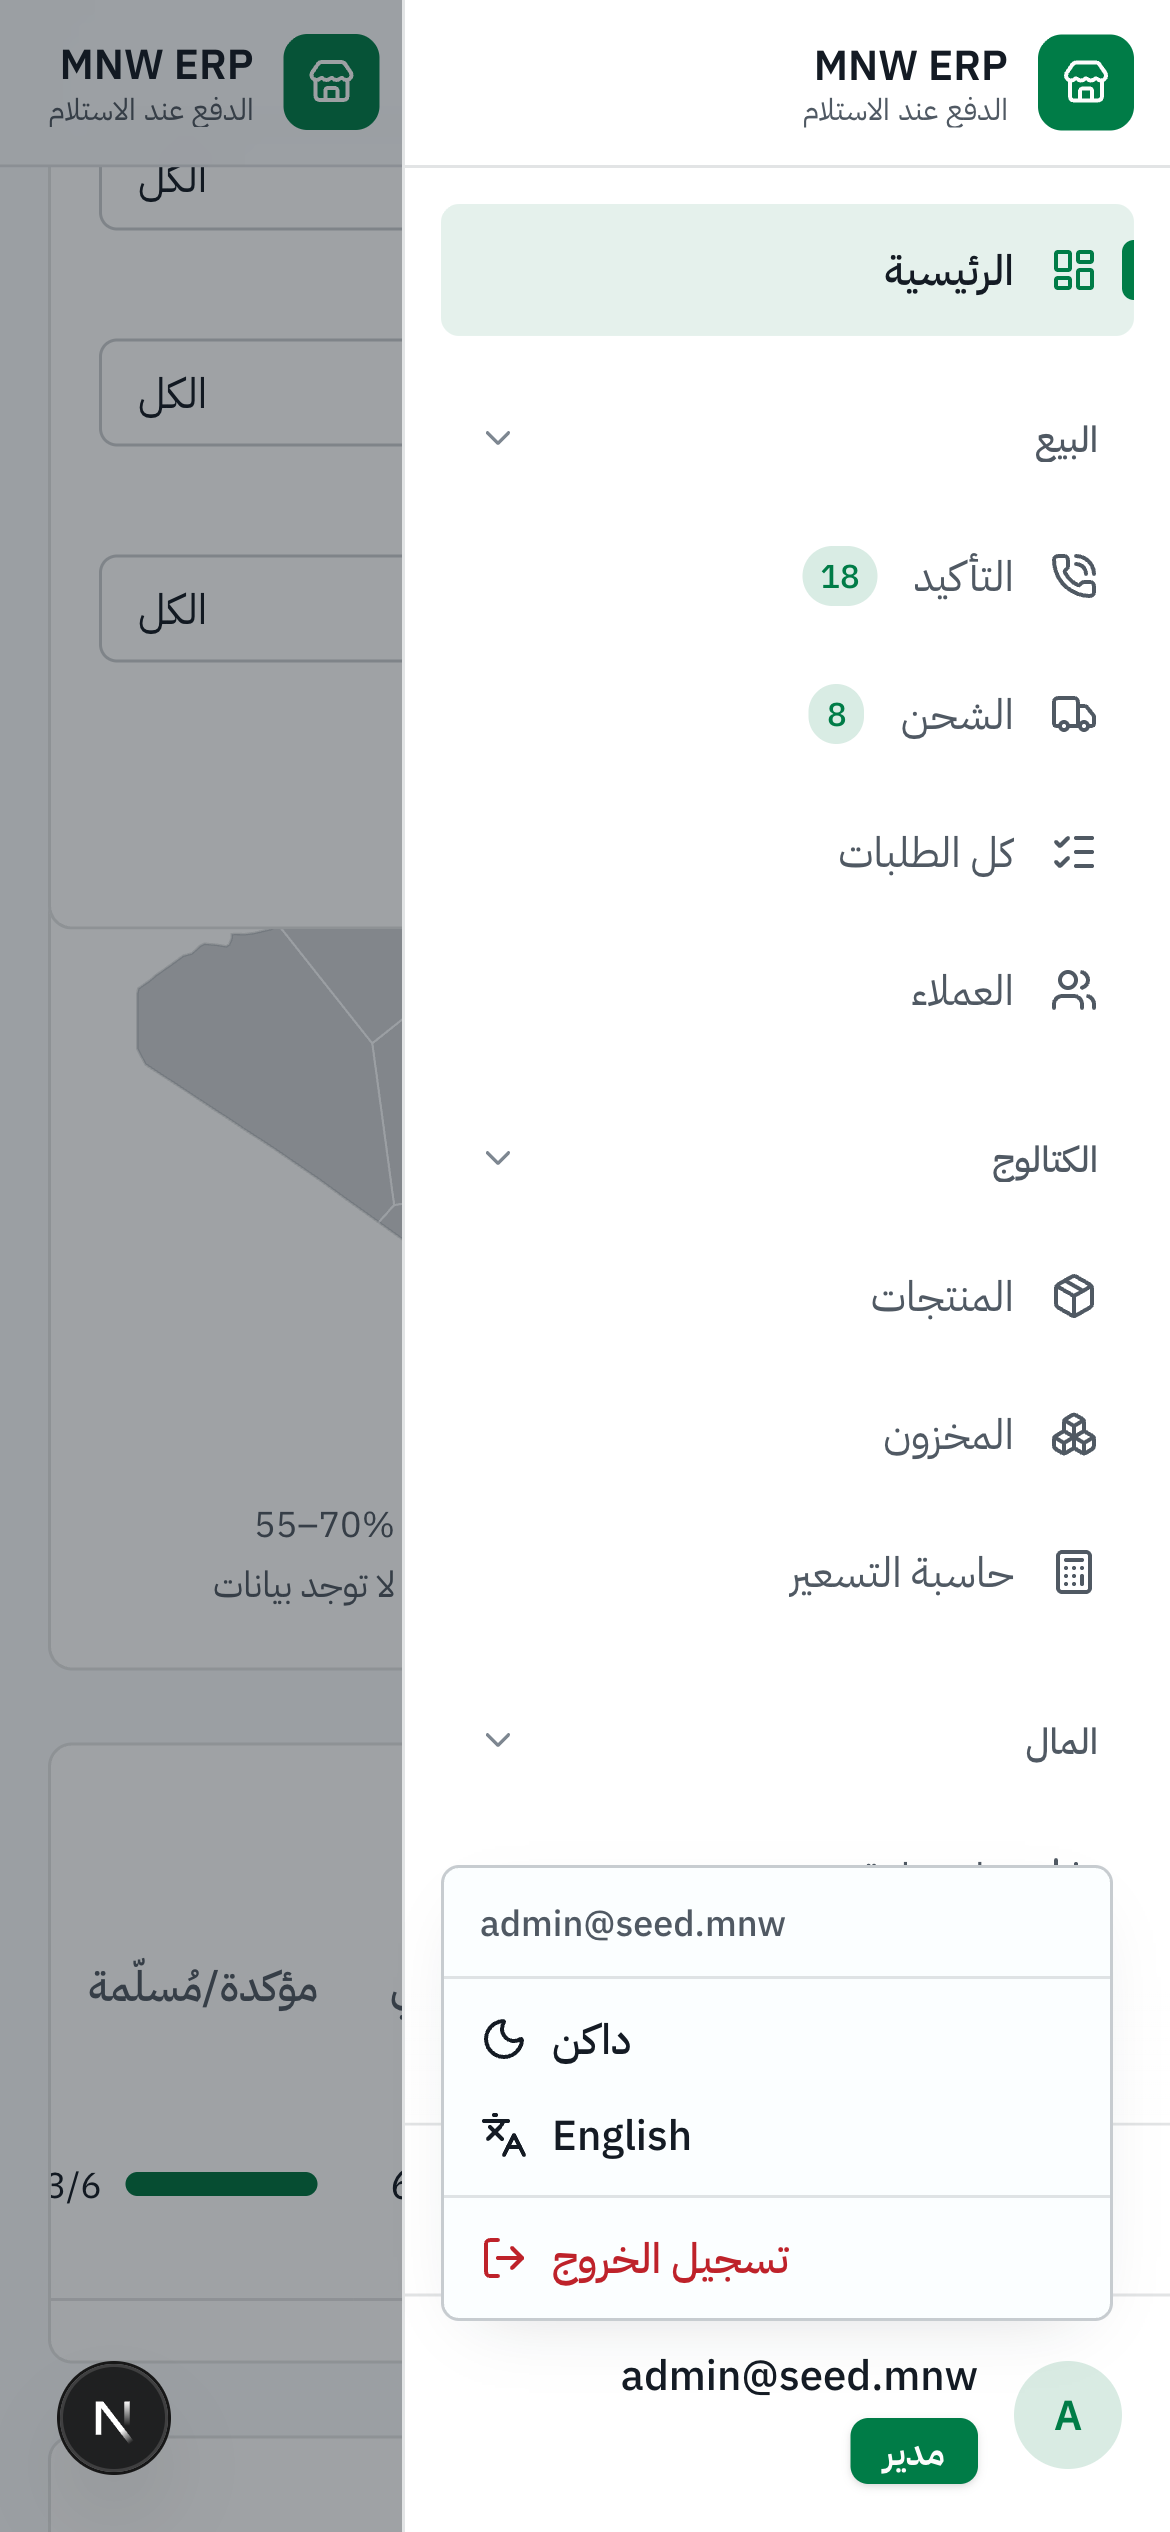 MNW ERP
الدفع عند الاستلام
الرئيسية
البيع
التأكيد 18
الشحن 8
كل الطلبات
العملاء
الكتالوج
المنتجات
المخزون
حاسبة التسعير
المال
admin@seed.mnw
داكن
English
تسجيل الخروج
admin@seed.mnw
مدير
A
MNW ERP
الدفع عند الاستلام
الكل
الكل
الكل
55–70%
لا توجد بيانات
مؤكدة/مُسلّمة
3/6
N